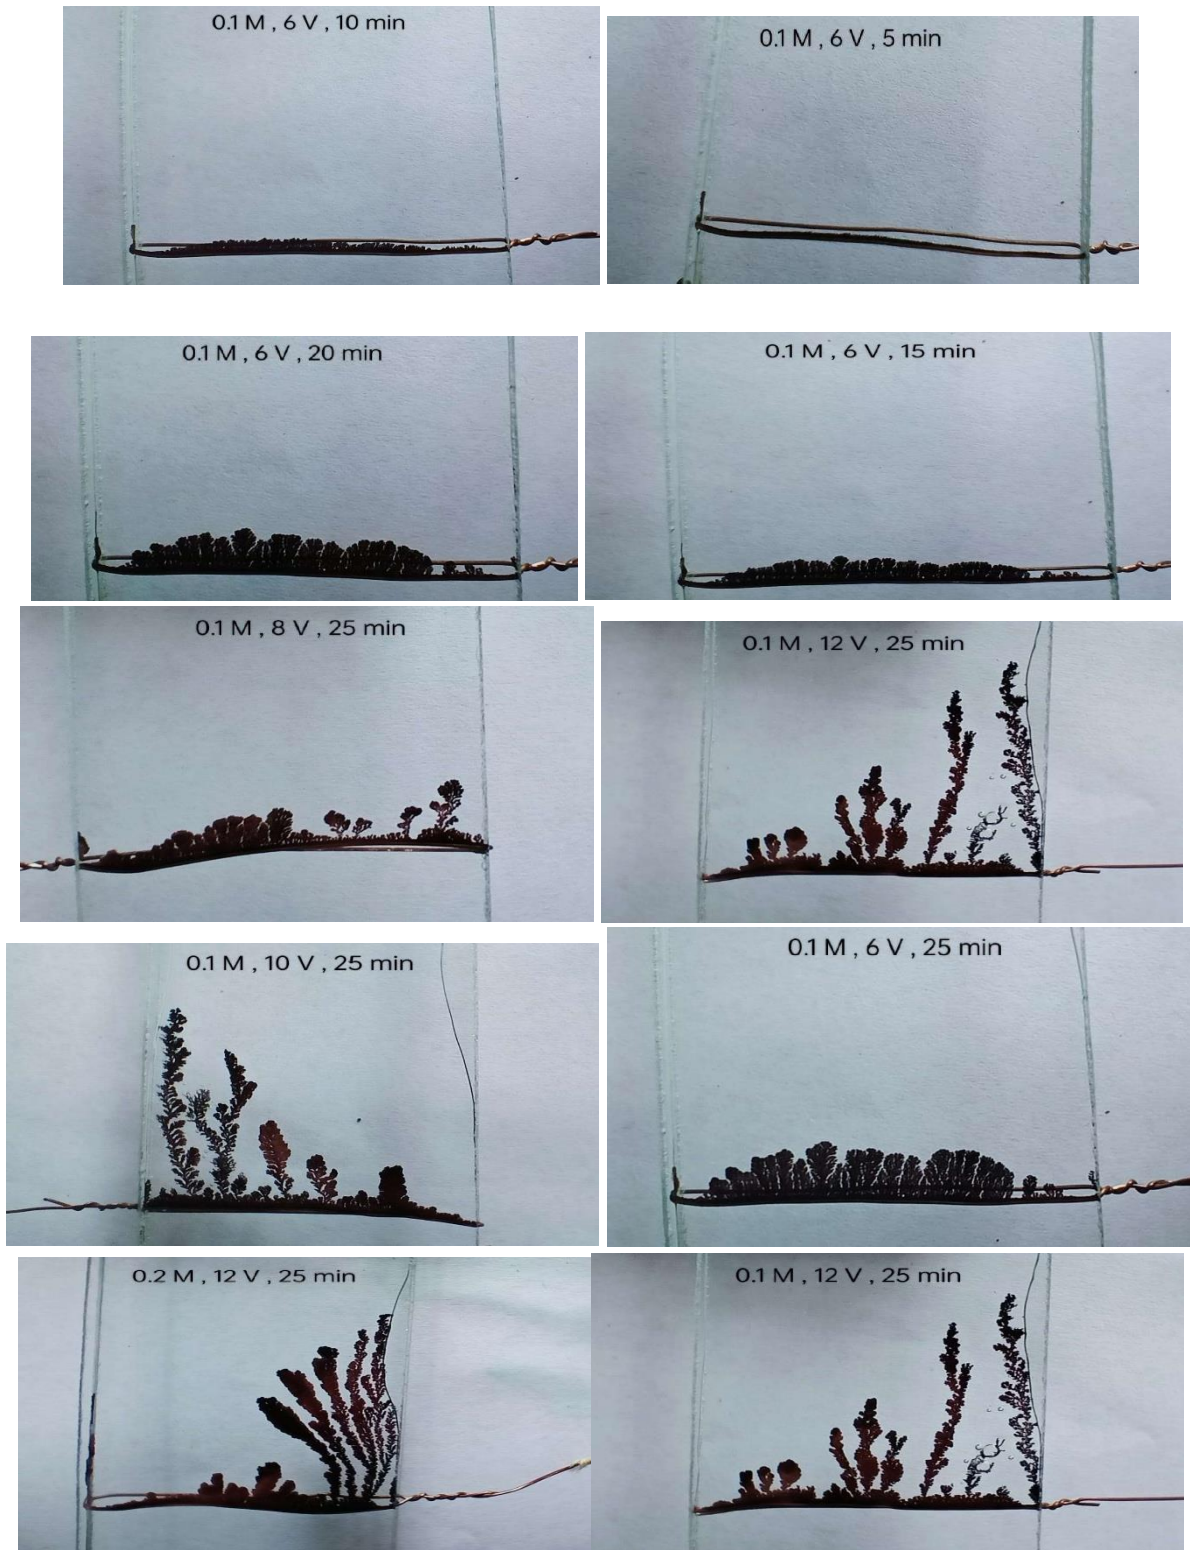 0.1 M , 6 V , 10 min
0.1 M , 6 V , 5 min
0.1 M , 6 V , 20 min
0.1 M , 6 V , 15 min
0.1 M , 8 V , 25 min
0.1 M , 12 V , 25 min
0.1 M , 10 V , 25 min
0.1 M , 6 V , 25 min
0.2 M , 12 V , 25 min
0.1 M , 12 V , 25 min